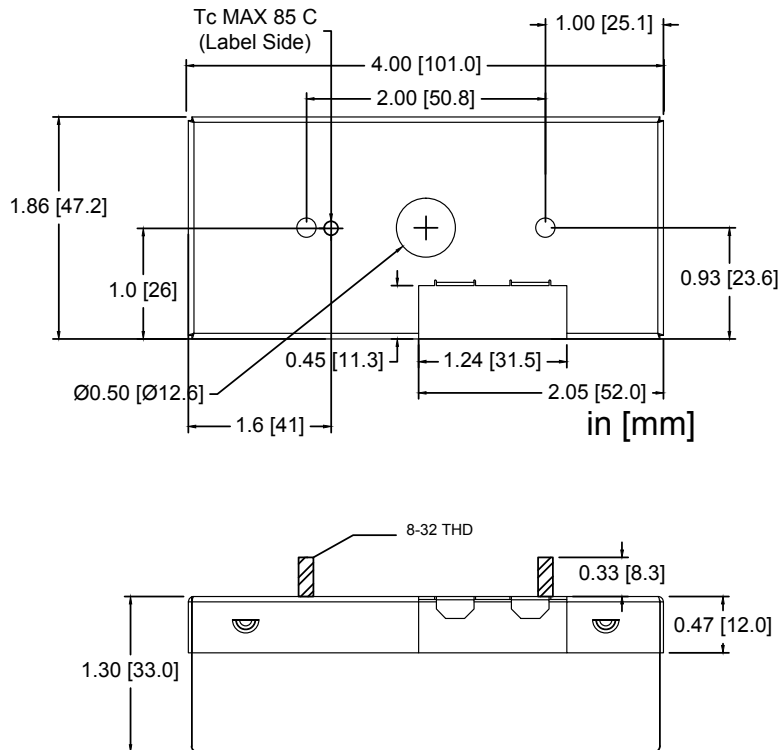 Tc MAX 85 C
(Label Side)
1.00 [25.1]
4.00 [101.0]
2.00 [50.8]
1.86 [47.2]
1.0 [26]
0.93 [23.6]
0.45 [11.3]
1.24 [31.5]
Ø0.50 [Ø12.6]
2.05 [52.0]
1.6 [41]
in [mm]
8-32 THD
0.33 [8.3]
0.47 [12.0]
1.30 [33.0]